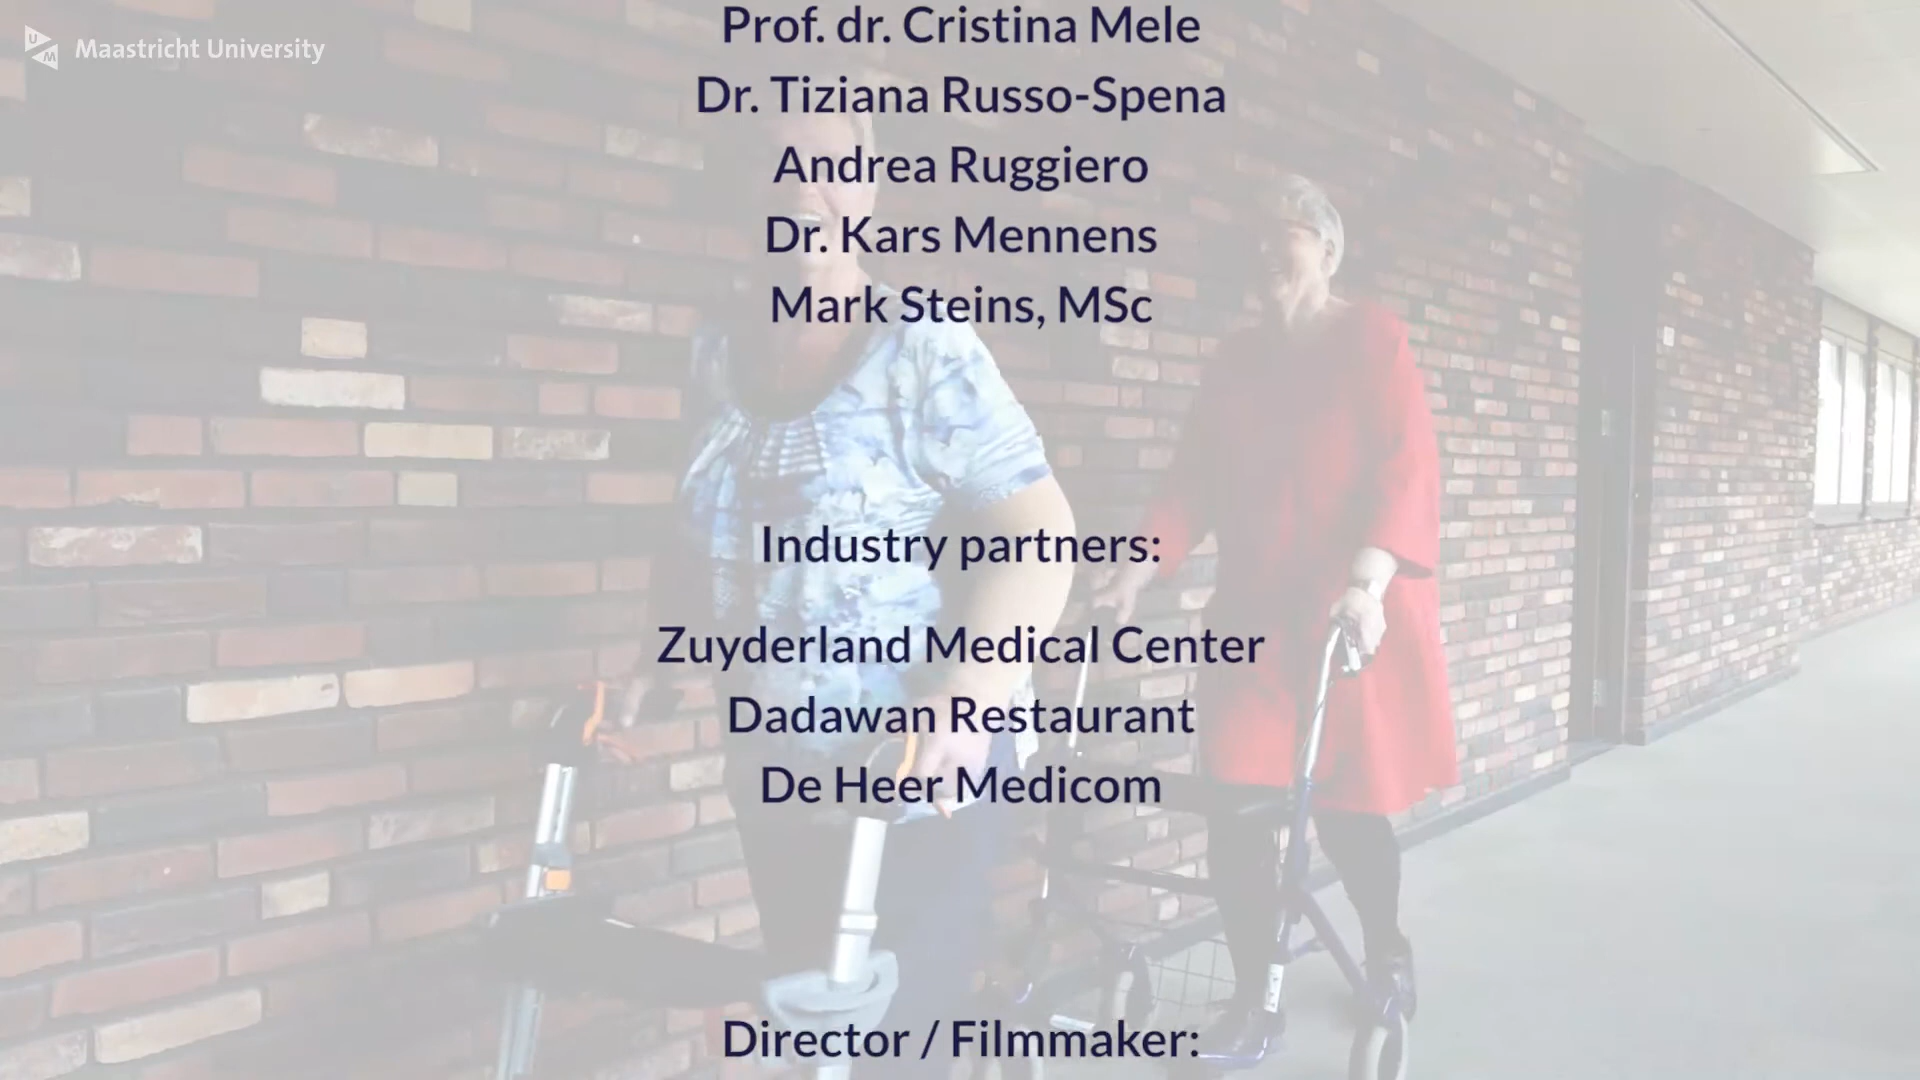 UM Maastricht University
Prof. dr. Cristina Mele
Dr. Tiziana Russo-Spena
Andrea Ruggiero
Dr. Kars Mennens
Mark Steins, MSc
Industry partners:
Zuyderland Medical Center
Dadawan Restaurant
De Heer Medicom
Director / Filmmaker: